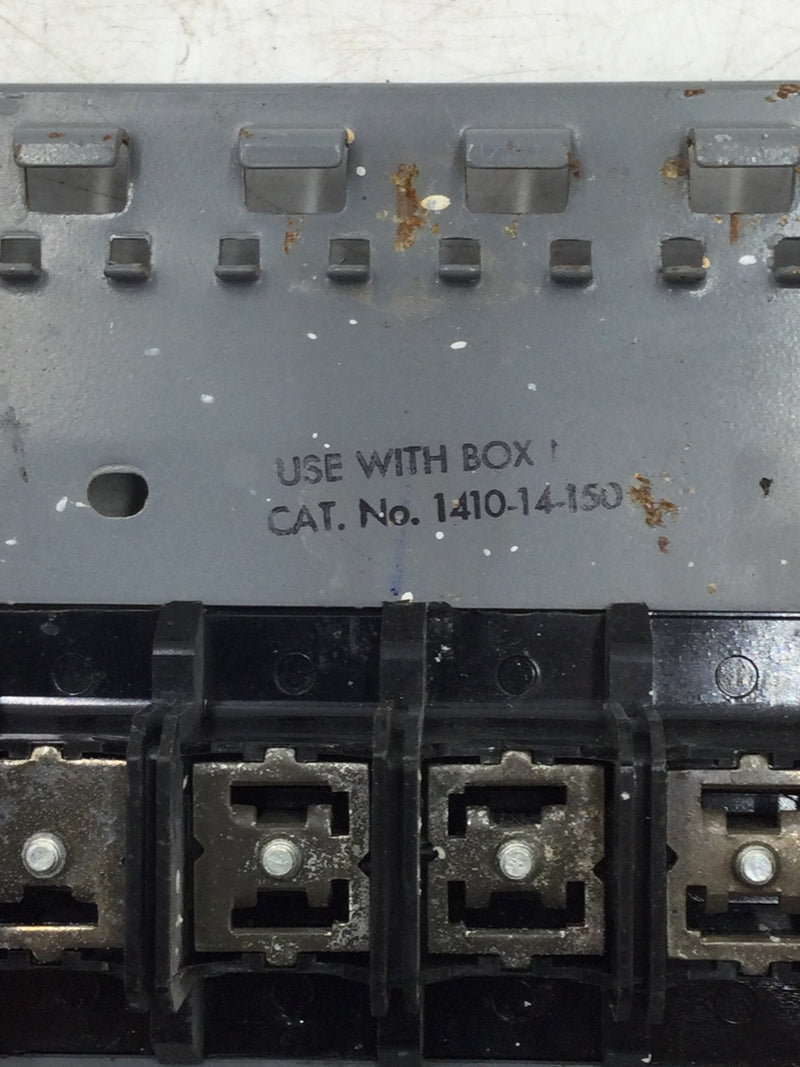 USE WITH BOX
CAT. No. 1410-14-150